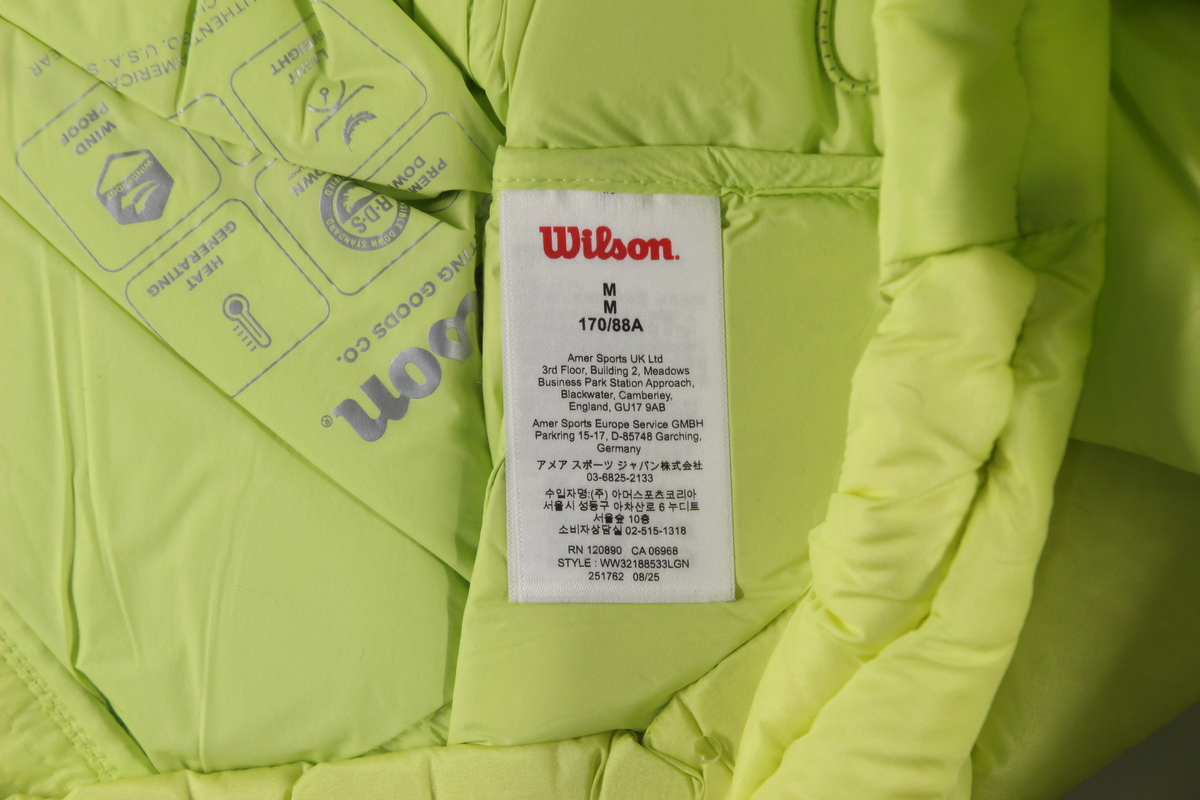 Wilson.
M
M
170/88A
Amer Sports UK Ltd
3rd Floor, Building 2, Meadows
Business Park Station Approach,
Blackwater, Camberley,
England, GU17 9AB
Amer Sports Europe Service GMBH
Parkring 15-17, D-85748 Garching,
Germany
アメア スポーツ ジャパン株式会社
03-6825-2133
수입자명:(주) 아머스포츠코리아
서울시 성동구 아차산로 6 누디트
서울숲 10층
소비자상담실 02-515-1318
RN 120890 CA 06968
STYLE : WW32188533LGN
251762 08/25
GOODS CO.
HEAT
GENERATING
WIND
PROOF
LIGHT
WEIGHT
DOWN
R·D·S
DOWN STANDARD
AMERICA
U.S.A.